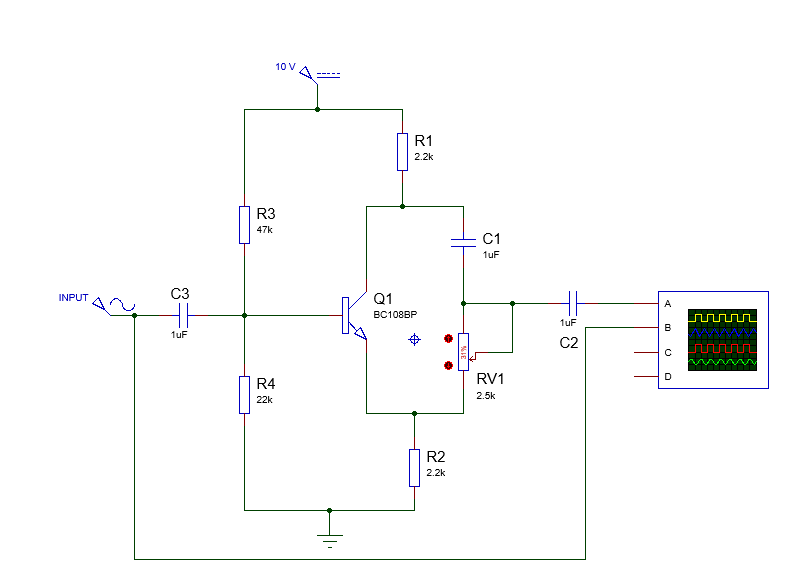 10 V
R1
2.2k
R3
47k
C1
1uF
INPUT
C3
1uF
Q1
BC108BP
1uF
C2
A
B
C
D
31%
RV1
2.5k
R4
22k
R2
2.2k